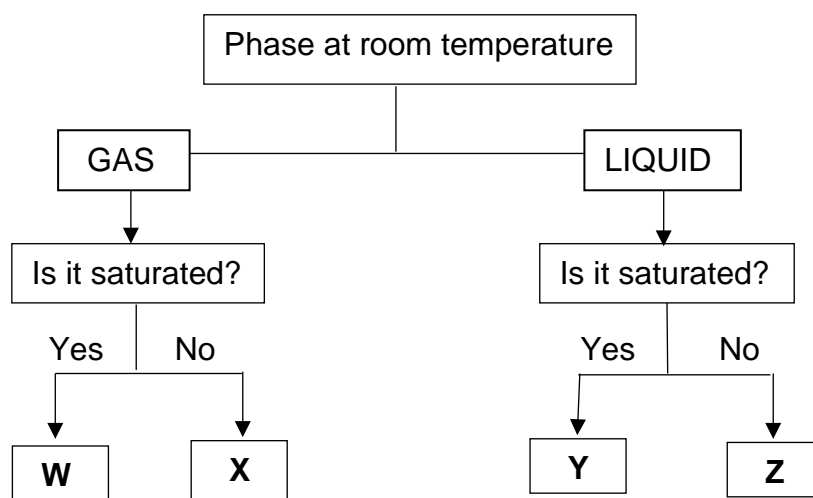 Phase at room temperature
GAS
LIQUID
Is it saturated?
Is it saturated?
Yes
No
Yes
No
W
X
Y
Z